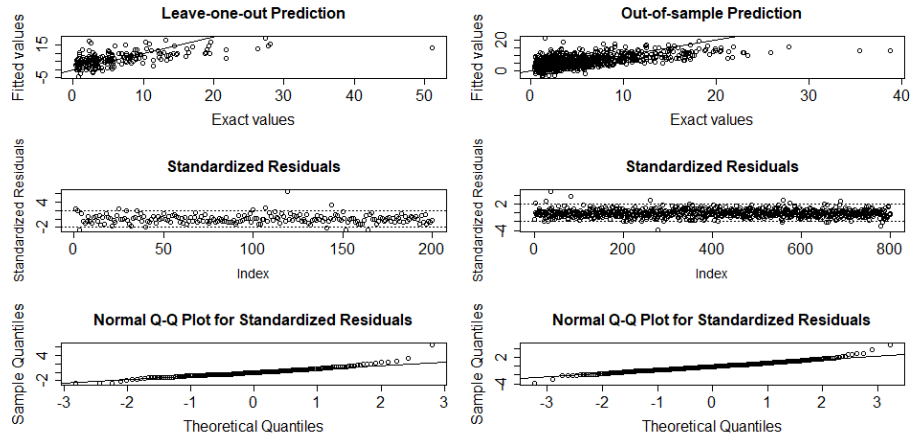 Leave-one-out Prediction
Fitted values
-5 5 15
0 10 20 30 40 50
Exact values
Standardized Residuals
Standardized Residuals
-2 4
0 50 100 150 200
Index
Normal Q-Q Plot for Standardized Residuals
Sample Quantiles
-2 4
-3 -2 -1 0 1 2 3
Theoretical Quantiles
Out-of-sample Prediction
Fitted values
0 20
0 10 20 30 40
Exact values
Standardized Residuals
Standardized Residuals
-4 2
0 200 400 600 800
Index
Normal Q-Q Plot for Standardized Residuals
Sample Quantiles
-4 2
-3 -2 -1 0 1 2 3
Theoretical Quantiles